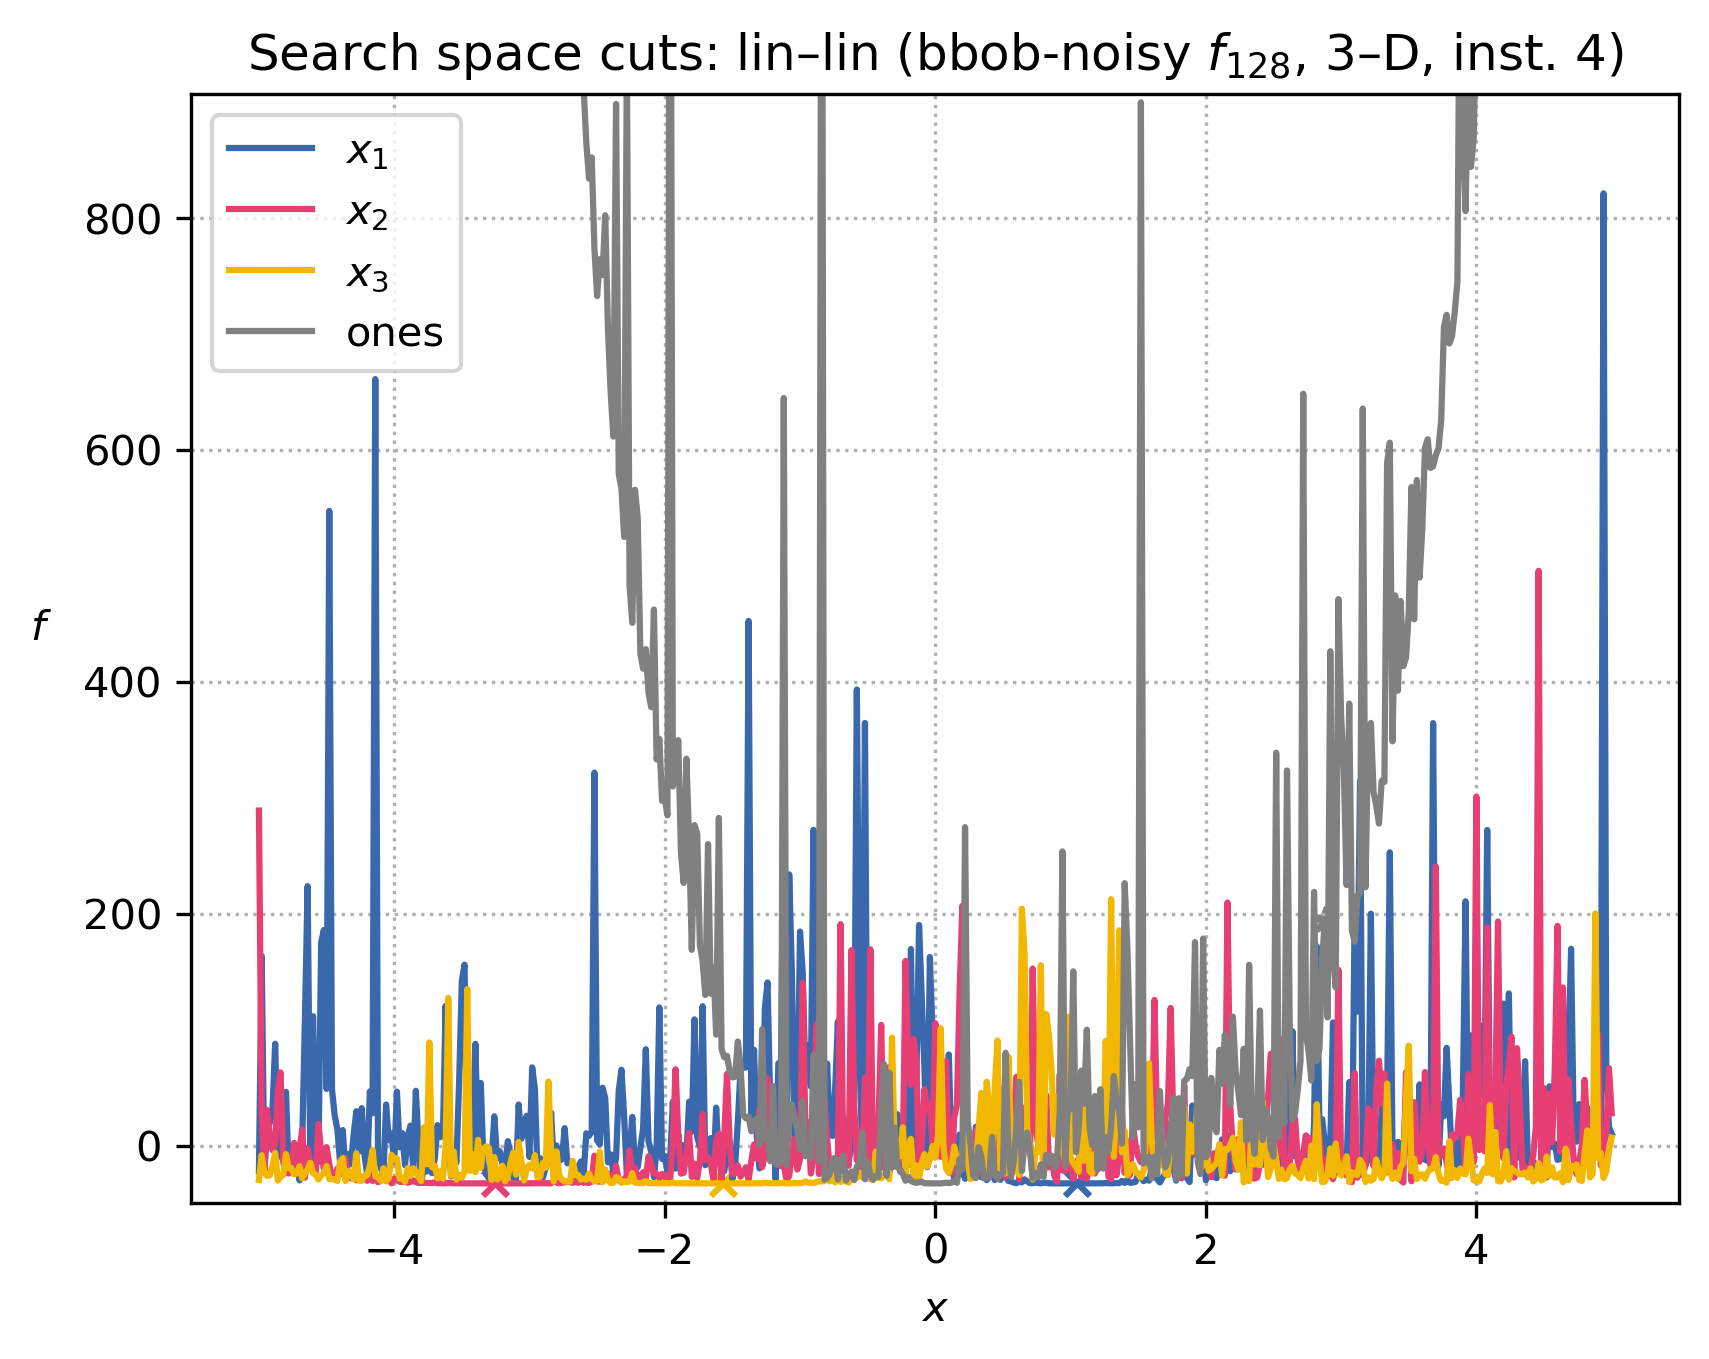 Search space cuts: lin–lin (bbob-noisy f₁₂₈, 3–D, inst. 4)
x₁
x₂
x₃
ones
800
600
400
200
0
f
−4
−2
0
2
4
x